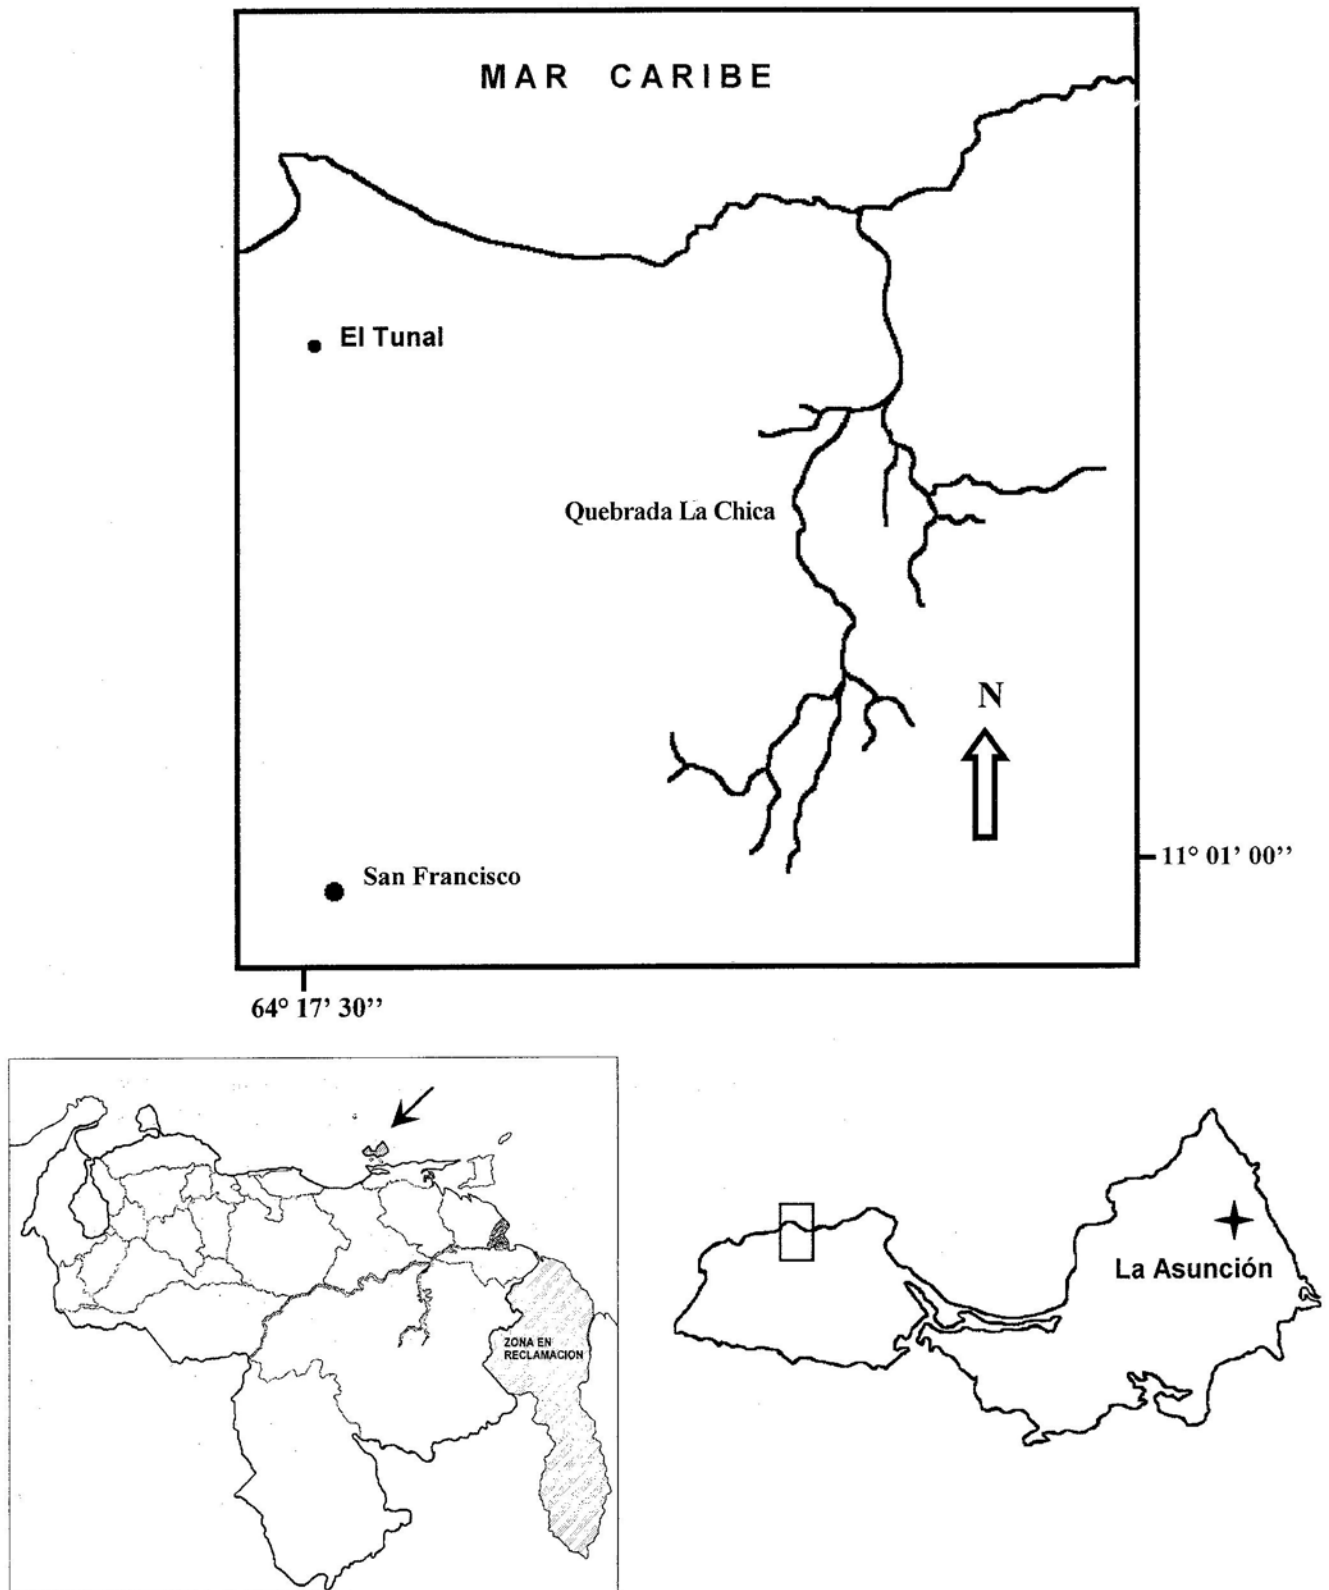 MAR CARIBE
El Tunal
Quebrada La Chica
N
11° 01’ 00’’
San Francisco
64° 17’ 30’’
ZONA EN
RECLAMACION
La Asunción